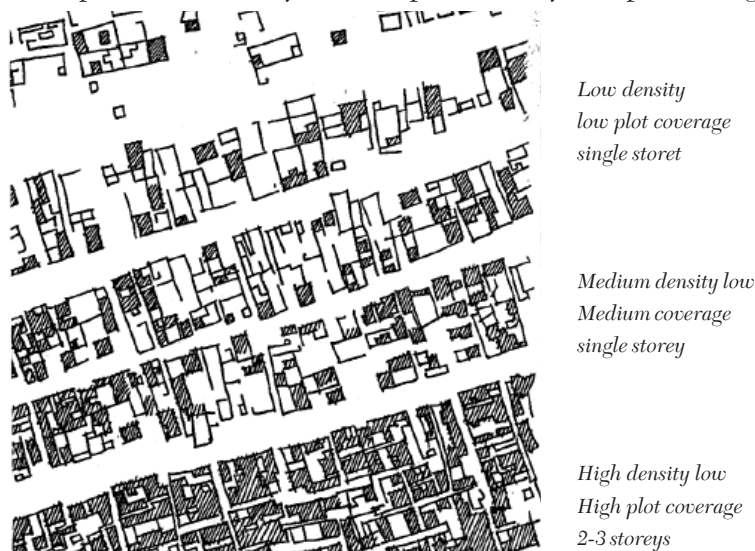 Low density
low plot coverage
single storet
Medium density low
Medium coverage
single storey
High density low
High plot coverage
2-3 storeys